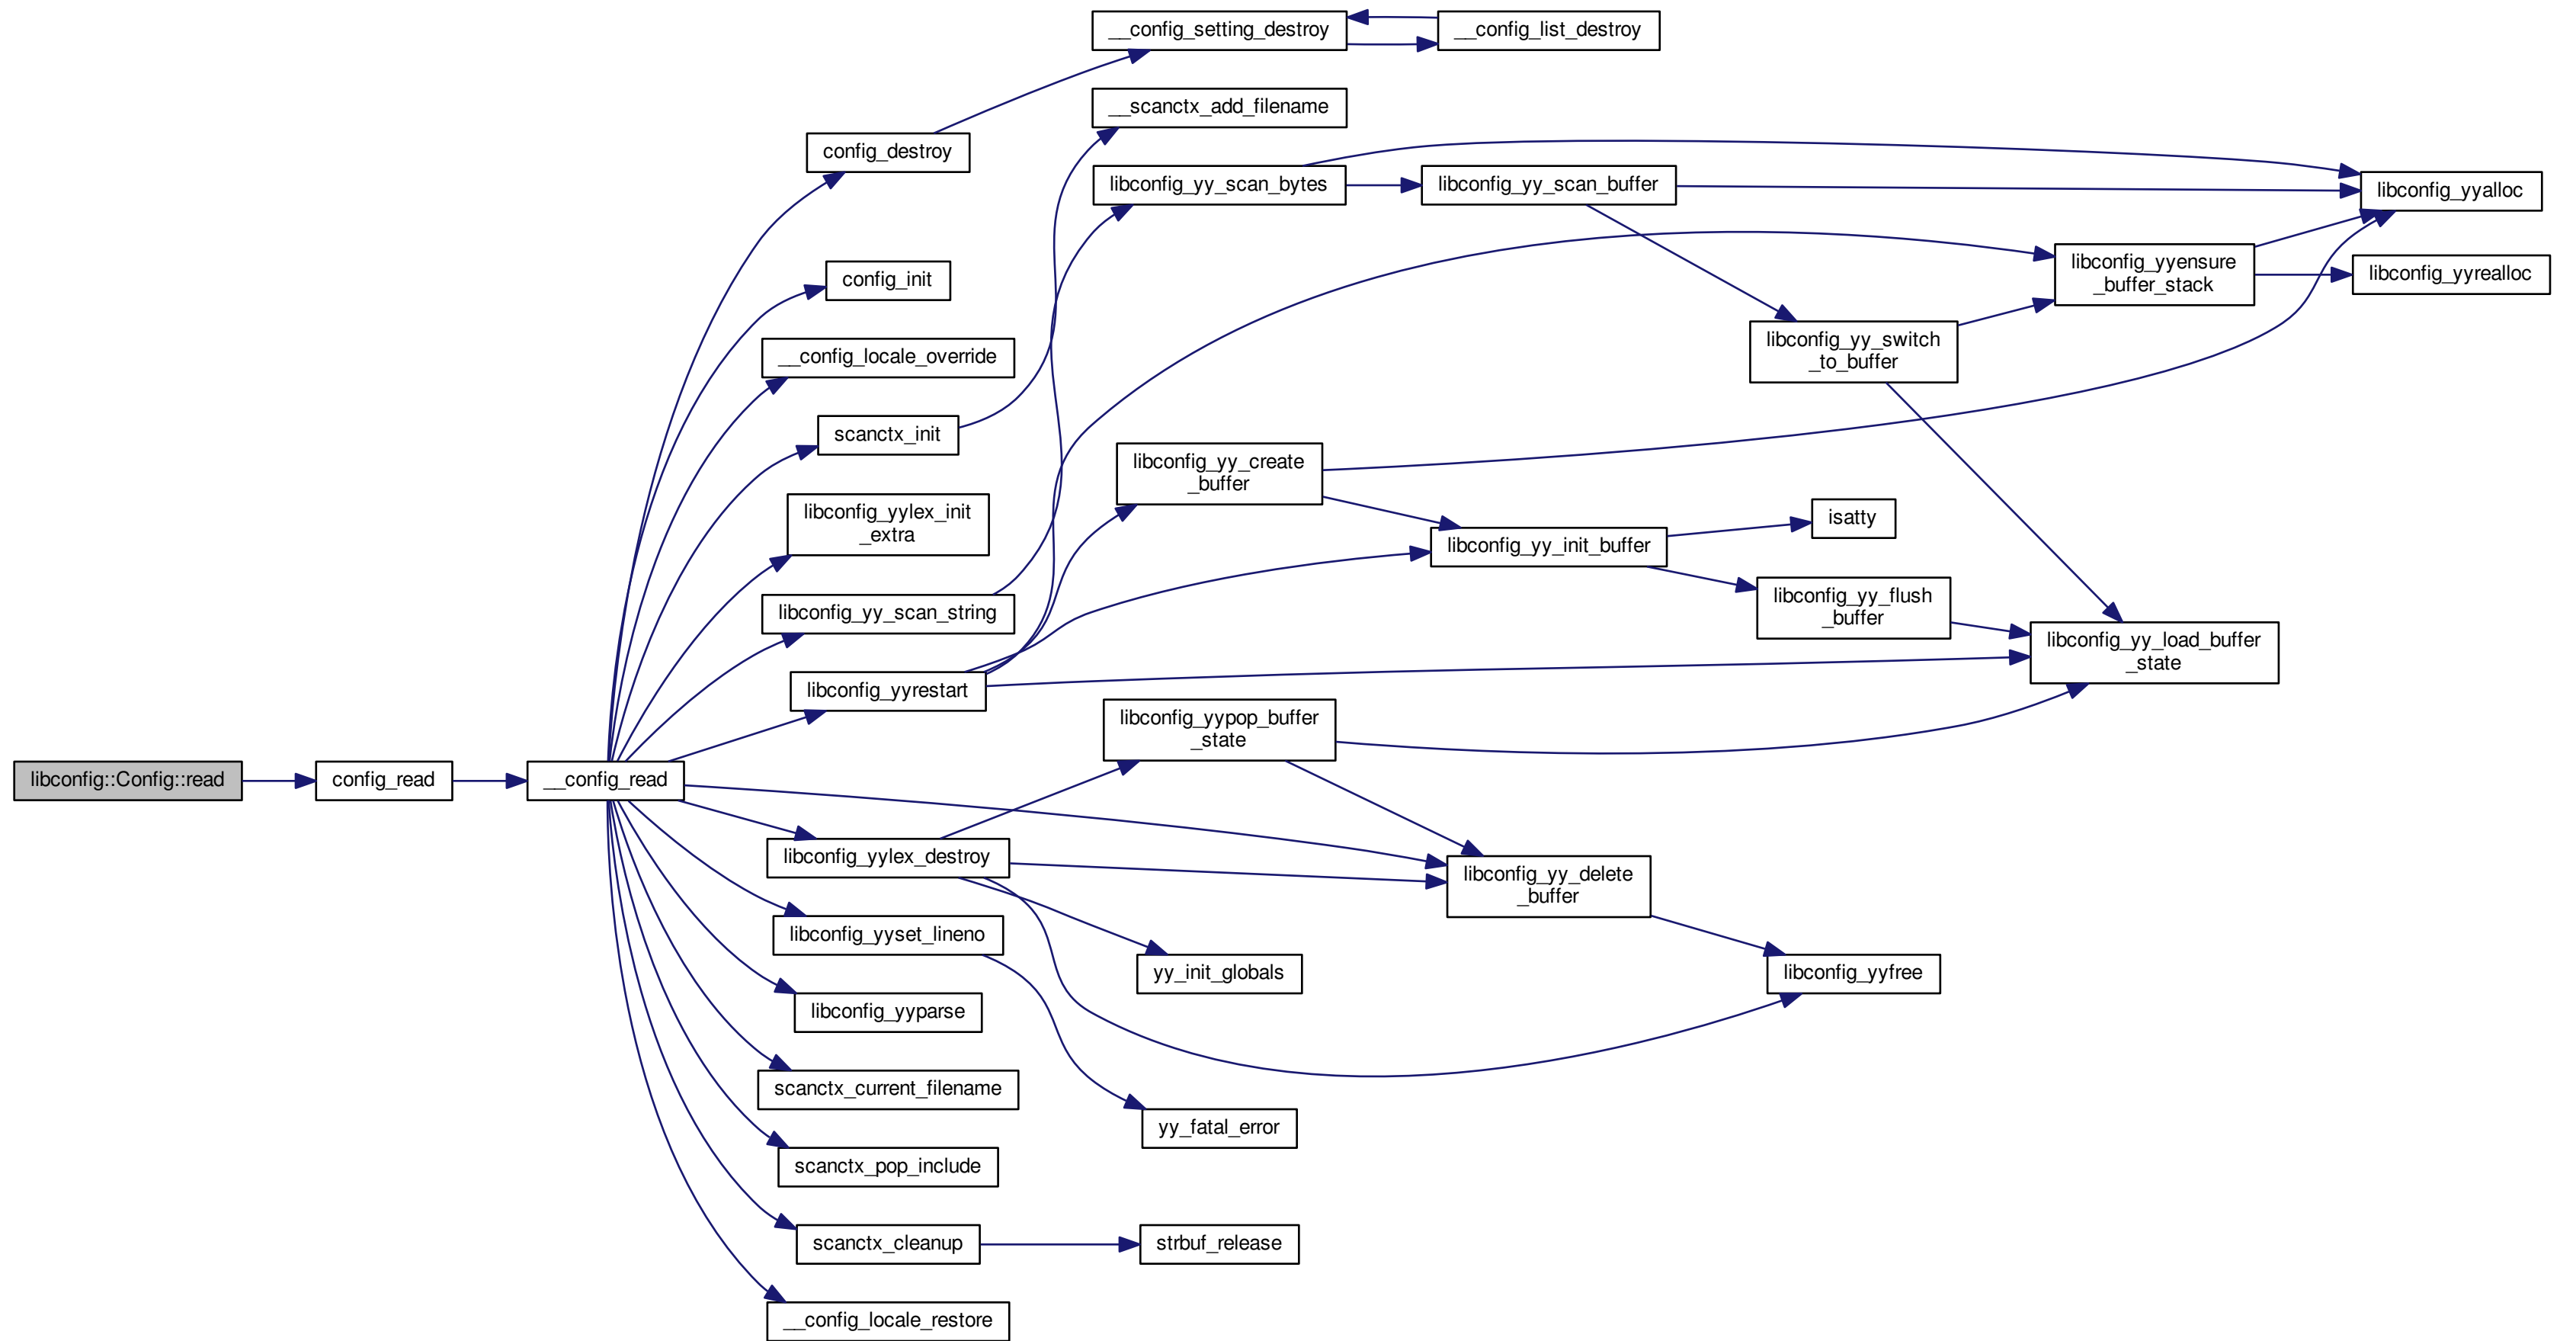 __config_setting_destroy
__config_list_destroy
__scanctx_add_filename
config_destroy
libconfig_yy_scan_bytes
libconfig_yy_scan_buffer
libconfig_yyalloc
config_init
libconfig_yyensure
_buffer_stack
libconfig_yyrealloc
__config_locale_override
libconfig_yy_switch
_to_buffer
scanctx_init
libconfig_yy_create
_buffer
libconfig_yylex_init
_extra
isatty
libconfig_yy_init_buffer
libconfig_yy_scan_string
libconfig_yy_flush
_buffer
libconfig_yy_load_buffer
_state
libconfig_yyrestart
libconfig_yypop_buffer
_state
libconfig::Config::read
config_read
__config_read
libconfig_yylex_destroy
libconfig_yy_delete
_buffer
libconfig_yyset_lineno
yy_init_globals
libconfig_yyfree
libconfig_yyparse
scanctx_current_filename
yy_fatal_error
scanctx_pop_include
scanctx_cleanup
strbuf_release
__config_locale_restore